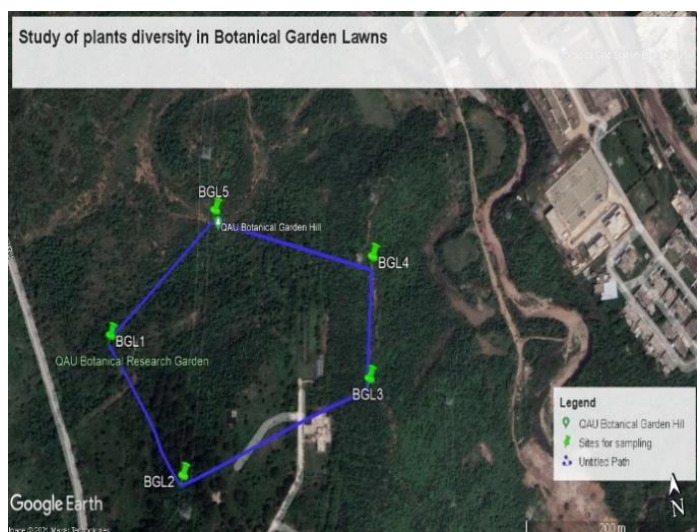 Study of plants diversity in Botanical Garden Lawns
BGL5
QAU Botanical Garden Hill
BGL4
BGL1
QAU Botanical Research Garden
BGL3
BGL2
Legend
QAU Botanical Garden Hill
Sites for sampling
Untitled Path
Google Earth
N